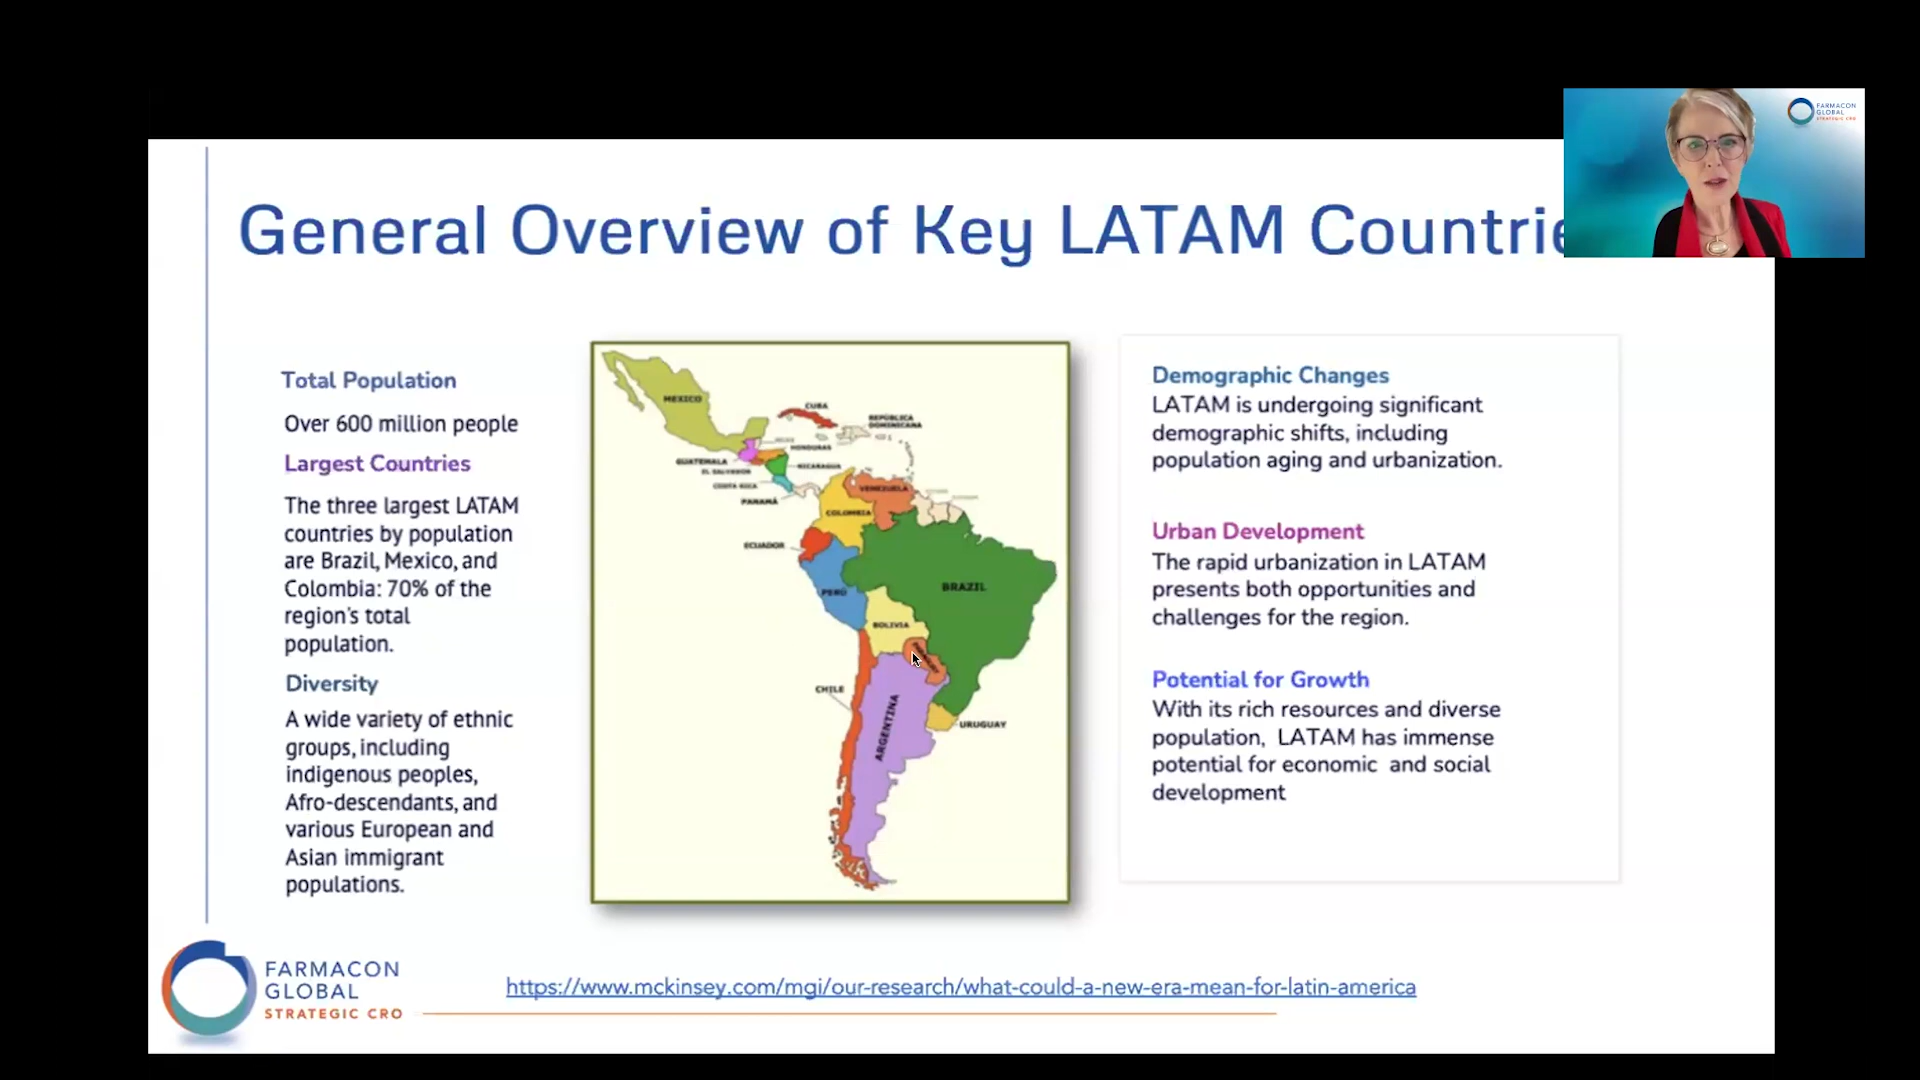 FARMACON
GLOBAL
STRATEGIC CRO
General Overview of Key LATAM Countrie
Total Population
Over 600 million people
Largest Countries
The three largest LATAM
countries by population
are Brazil, Mexico, and
Colombia: 70% of the
region's total
population.
Diversity
A wide variety of ethnic
groups, including
indigenous peoples,
Afro-descendants, and
various European and
Asian immigrant
populations.
MEXICO
CUBA
REPÚBLICA
DOMINICANA
HONDURAS
GUATEMALA
EL SALVADOR
NICARAGUA
COSTA RICA
PANAMÁ
VENEZUELA
COLOMBIA
ECUADOR
BRAZIL
PERÚ
BOLIVIA
CHILE
ARGENTINA
URUGUAY
Demographic Changes
LATAM is undergoing significant
demographic shifts, including
population aging and urbanization.
Urban Development
The rapid urbanization in LATAM
presents both opportunities and
challenges for the region.
Potential for Growth
With its rich resources and diverse
population, LATAM has immense
potential for economic and social
development
FARMACON
GLOBAL
STRATEGIC CRO
https://www.mckinsey.com/mgi/our-research/what-could-a-new-era-mean-for-latin-america